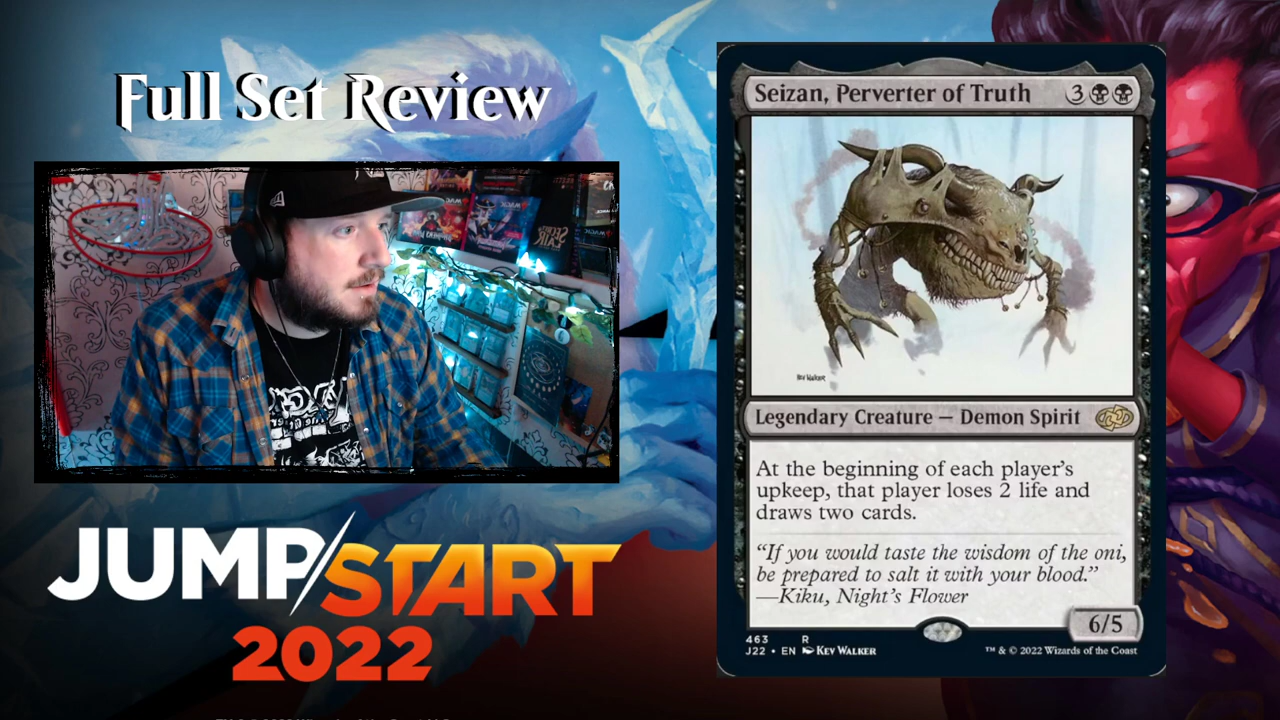 Full Set Review
JUMP/START
2022
Seizan, Perverter of Truth 3
Legendary Creature — Demon Spirit
At the beginning of each player's
upkeep, that player loses 2 life and
draws two cards.
“If you would taste the wisdom of the oni,
be prepared to salt it with your blood.”
—Kiku, Night's Flower
6/5
463 R
J22 • EN KEV WALKER
™ & © 2022 Wizards of the Coast
KEV WALKER